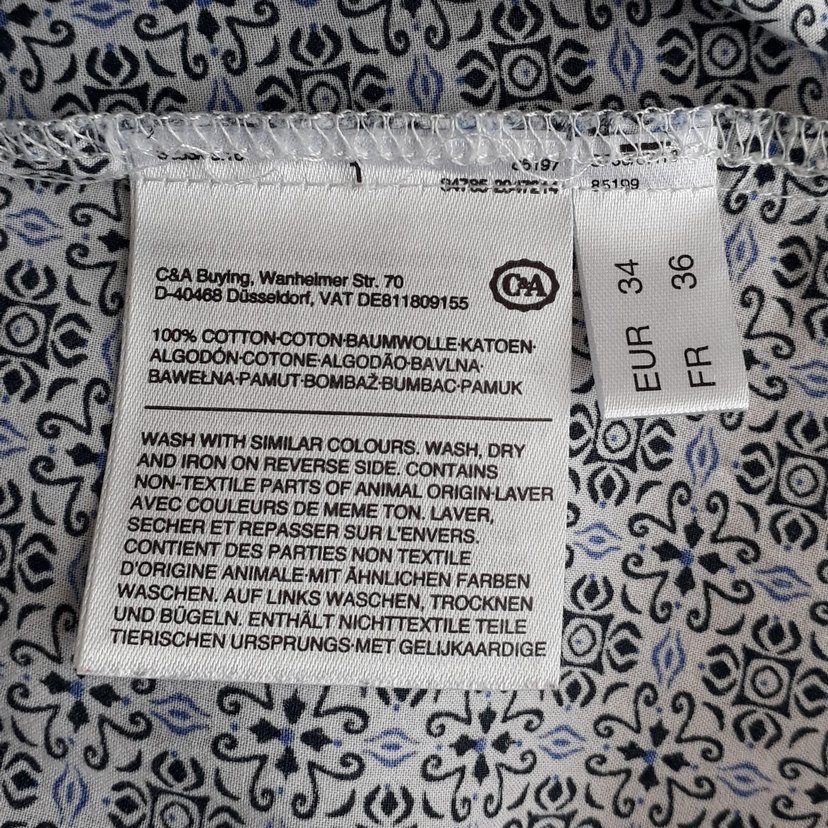 85197
85199
C&A Buying, Wanheimer Str. 70
D-40468 Düsseldorf, VAT DE811809155
C&A
100% COTTON·COTON·BAUMWOLLE·KATOEN·
ALGODÓN·COTONE·ALGODÃO·BAVLNA·
BAWEŁNA·PAMUT·BOMBAŽ·BUMBAC·PAMUK
WASH WITH SIMILAR COLOURS. WASH, DRY
AND IRON ON REVERSE SIDE. CONTAINS
NON-TEXTILE PARTS OF ANIMAL ORIGIN·LAVER
AVEC COULEURS DE MEME TON. LAVER,
SECHER ET REPASSER SUR L'ENVERS.
CONTIENT DES PARTIES NON TEXTILE
D'ORIGINE ANIMALE·MIT ÄHNLICHEN FARBEN
WASCHEN. AUF LINKS WASCHEN, TROCKNEN
UND BÜGELN. ENTHÄLT NICHTTEXTILE TEILE
TIERISCHEN URSPRUNGS·MET GELIJKAARDIGE
EUR 34
FR 36